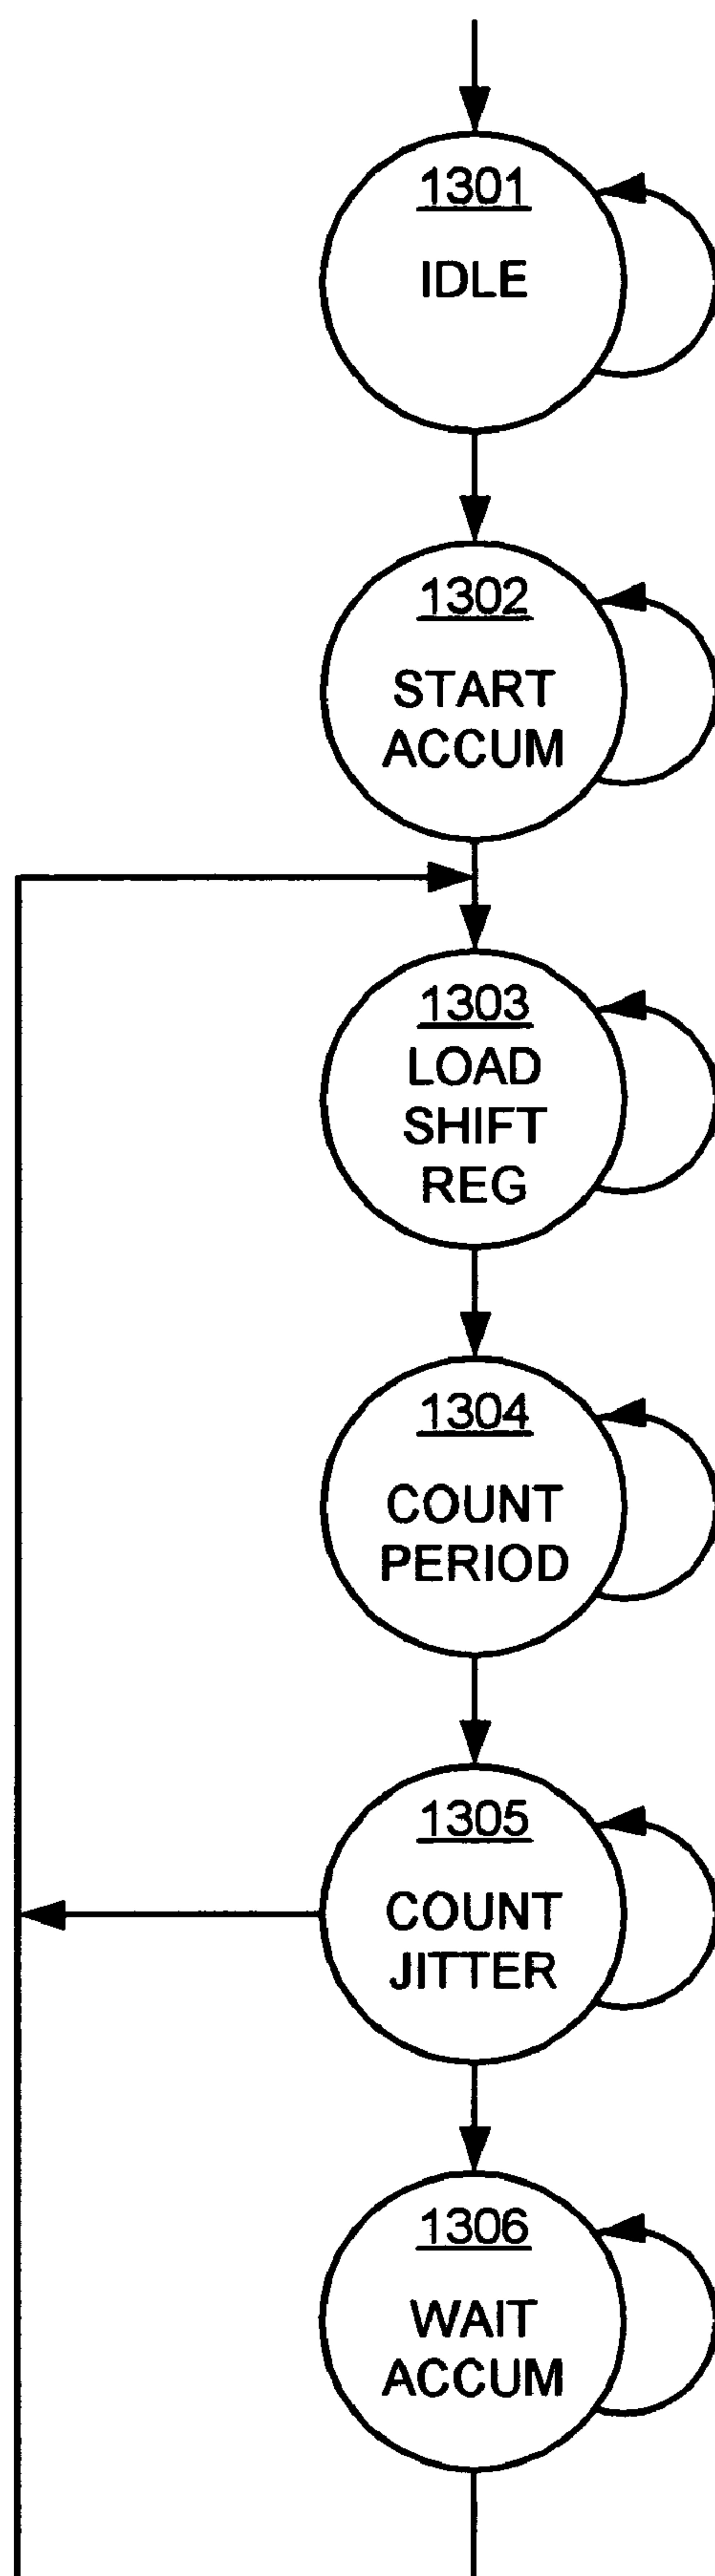 1301
IDLE
1302
START
ACCUM
1303
LOAD
SHIFT
REG
1304
COUNT
PERIOD
1305
COUNT
JITTER
1306
WAIT
ACCUM